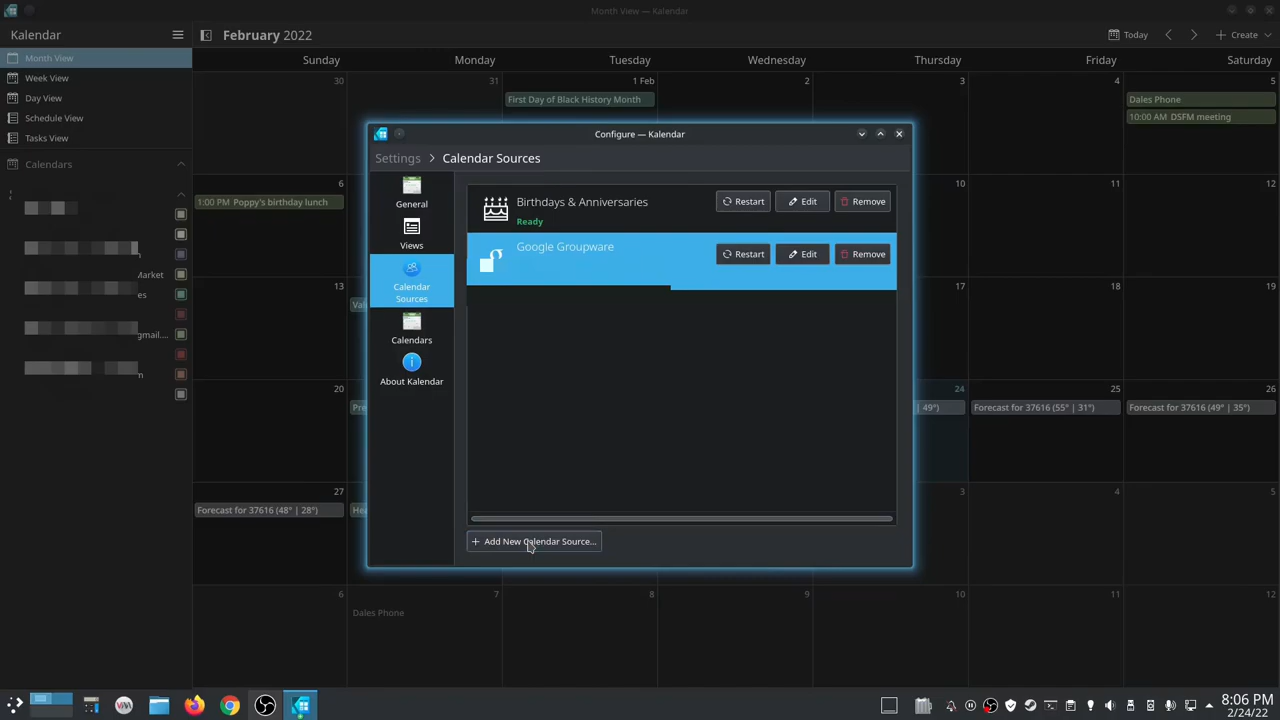 Month View — Kalendar
Kalendar
February 2022
Today
Create
Month View
Week View
Day View
Schedule View
Tasks View
Calendars
Market
es
gmail....
m
Sunday
Monday
Tuesday
Wednesday
Thursday
Friday
Saturday
30
31
1 Feb
2
3
4
5
First Day of Black History Month
Dales Phone
10:00 AM DSFM meeting
6
10
11
12
1:00 PM Poppy's birthday lunch
13
17
18
19
20
24
25
26
49°)
Forecast for 37616 (55° | 31°)
Forecast for 37616 (49° | 35°)
27
3
4
5
Forecast for 37616 (48° | 28°)
6
7
8
9
10
11
12
Dales Phone
Configure — Kalendar
Settings > Calendar Sources
General
Views
Calendar
Sources
Calendars
About Kalendar
Birthdays & Anniversaries
Ready
Restart
Edit
Remove
Google Groupware
Restart
Edit
Remove
+ Add New Calendar Source...
8:06 PM
2/24/22